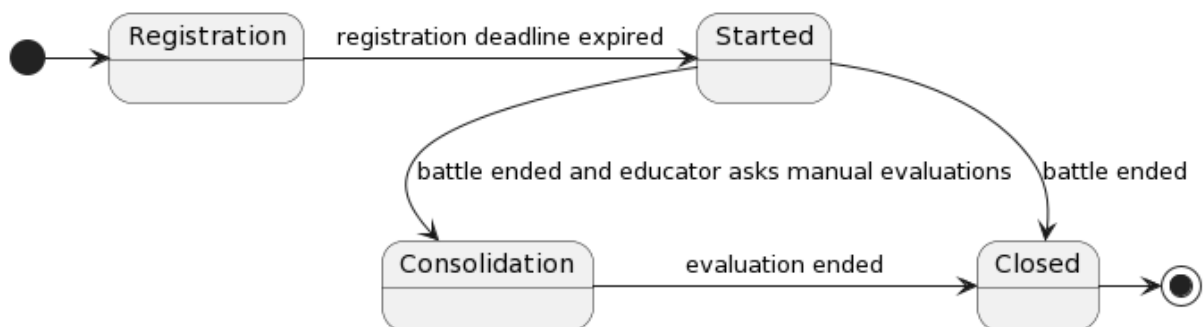 Registration
registration deadline expired
Started
battle ended and educator asks manual evaluations
battle ended
Consolidation
evaluation ended
Closed